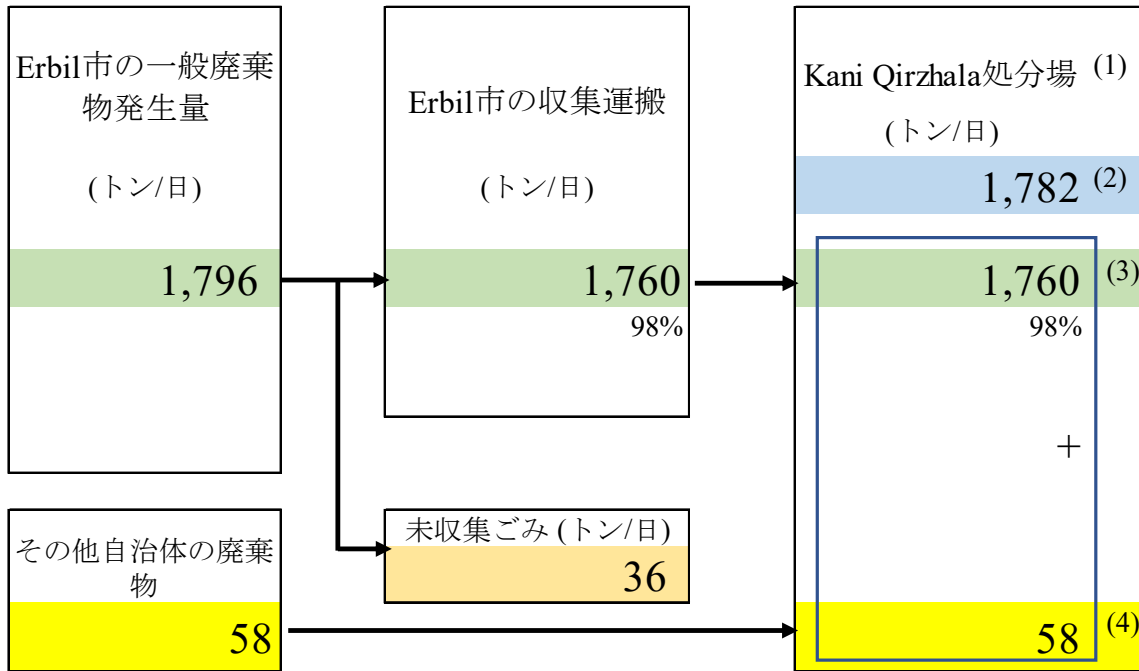 Erbil市の一般廃棄
物発生量
(トン/日)
1,796
Erbil市の収集運搬
(トン/日)
1,760
98%
Kani Qirzhala処分場 (1)
(トン/日)
1,782 (2)
1,760 (3)
98%
+
その他自治体の廃棄
物
58
未収集ごみ (トン/日)
36
58 (4)